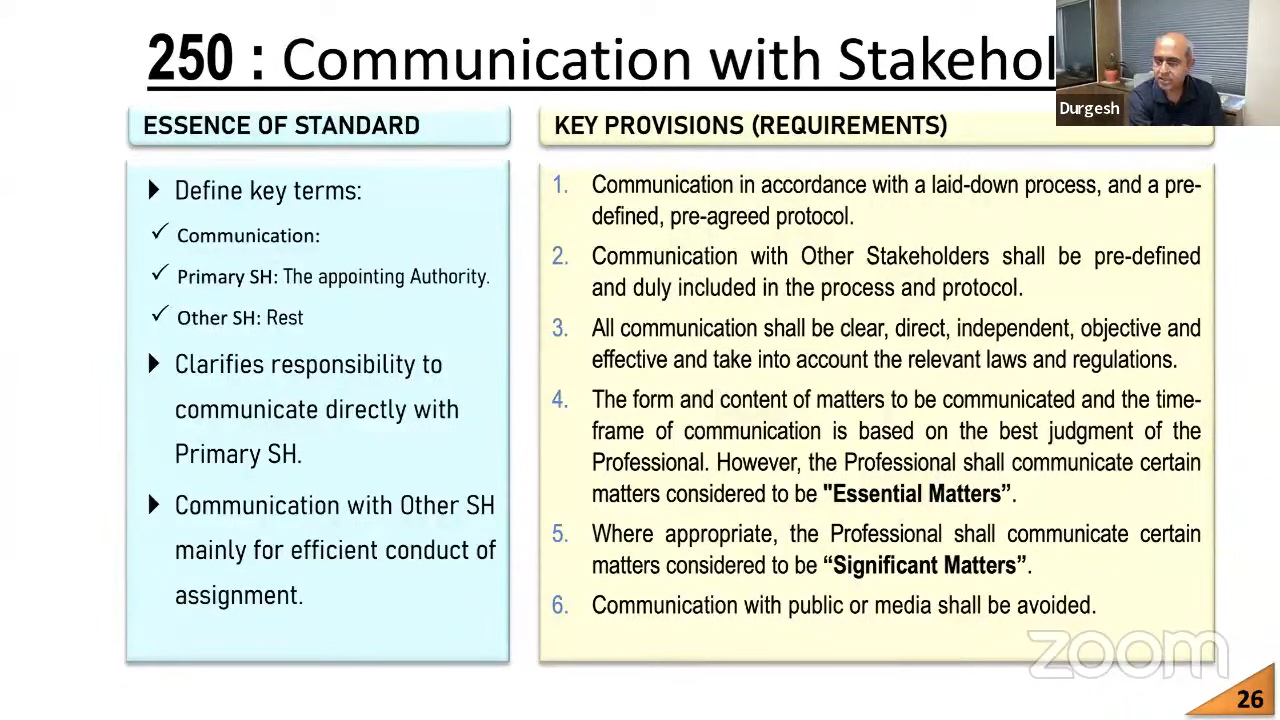 250 : Communication with Stakehol
Durgesh
ESSENCE OF STANDARD
Define key terms:
Communication:
Primary SH: The appointing Authority.
Other SH: Rest
Clarifies responsibility to
communicate directly with
Primary SH.
Communication with Other SH
mainly for efficient conduct of
assignment.
KEY PROVISIONS (REQUIREMENTS)
1. Communication in accordance with a laid-down process, and a pre-
defined, pre-agreed protocol.
2. Communication with Other Stakeholders shall be pre-defined
and duly included in the process and protocol.
3. All communication shall be clear, direct, independent, objective and
effective and take into account the relevant laws and regulations.
4. The form and content of matters to be communicated and the time-
frame of communication is based on the best judgment of the
Professional. However, the Professional shall communicate certain
matters considered to be "Essential Matters”.
5. Where appropriate, the Professional shall communicate certain
matters considered to be “Significant Matters”.
6. Communication with public or media shall be avoided.
zoom
26